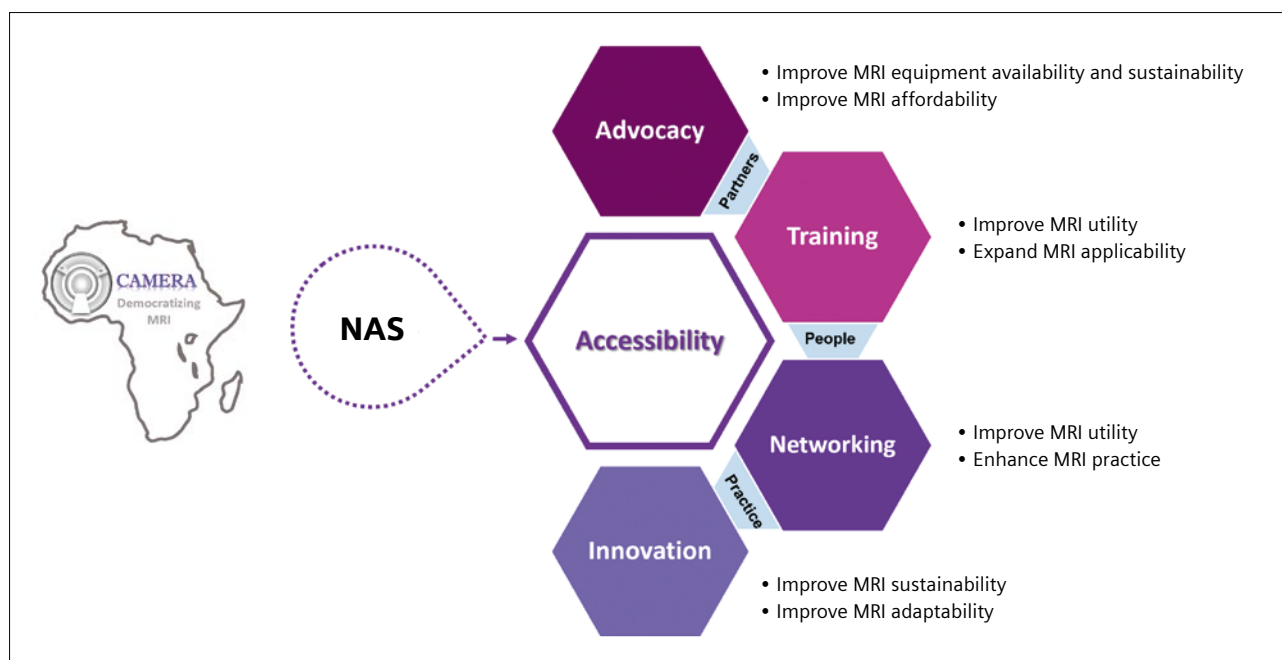 CAMERA
Democratizing
MRI
NAS
Accessibility
Advocacy
• Improve MRI equipment availability and sustainability
• Improve MRI affordability
Partners
Training
• Improve MRI utility
• Expand MRI applicability
People
Networking
• Improve MRI utility
• Enhance MRI practice
Practice
Innovation
• Improve MRI sustainability
• Improve MRI adaptability